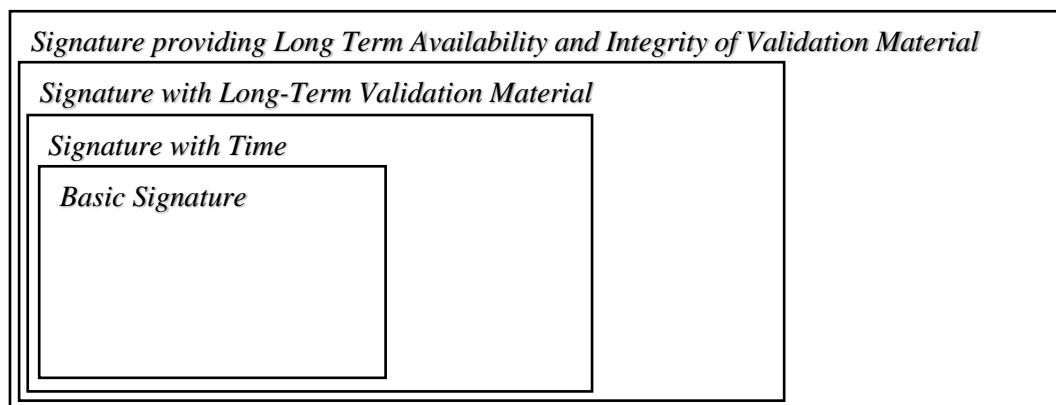 Signature providing Long Term Availability and Integrity of Validation Material
Signature with Long-Term Validation Material
Signature with Time
Basic Signature